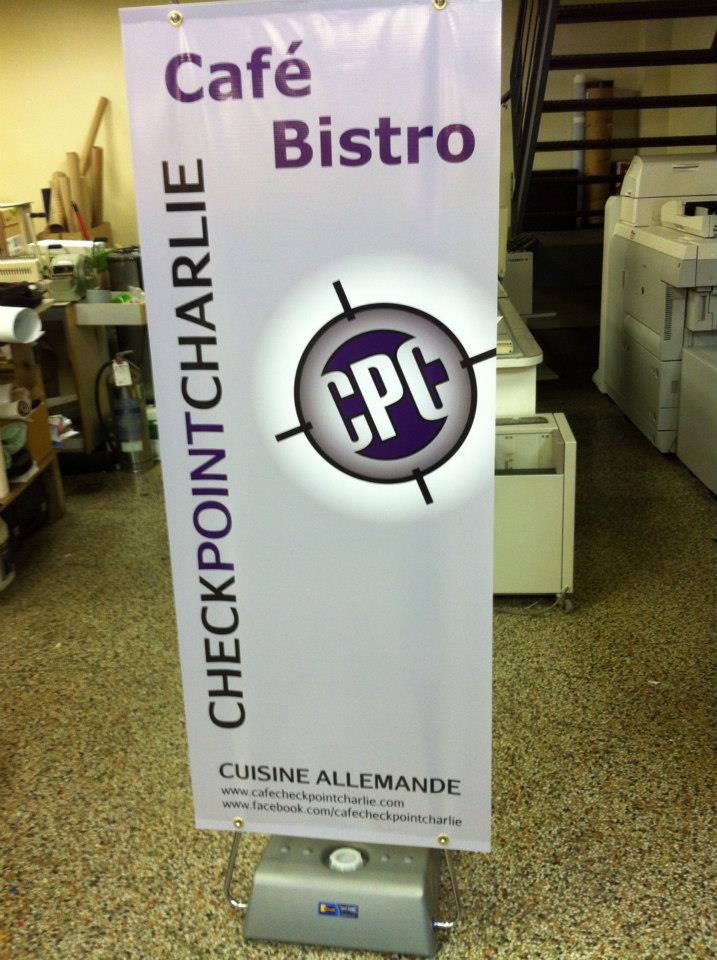 Café
Bistro
CHECKPOINTCHARLIE
CPC
CUISINE ALLEMANDE
www.cafecheckpointcharlie.com
www.facebook.com/cafecheckpointcharlie